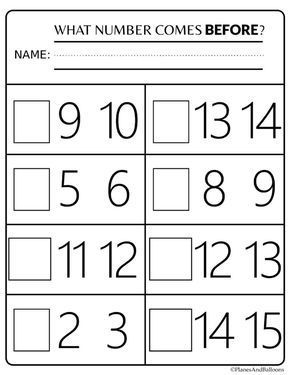 WHAT NUMBER COMES BEFORE?
NAME:
9 10 13 14
5 6 8 9
11 12 12 13
2 3 14 15
©PlanesAndBalloons